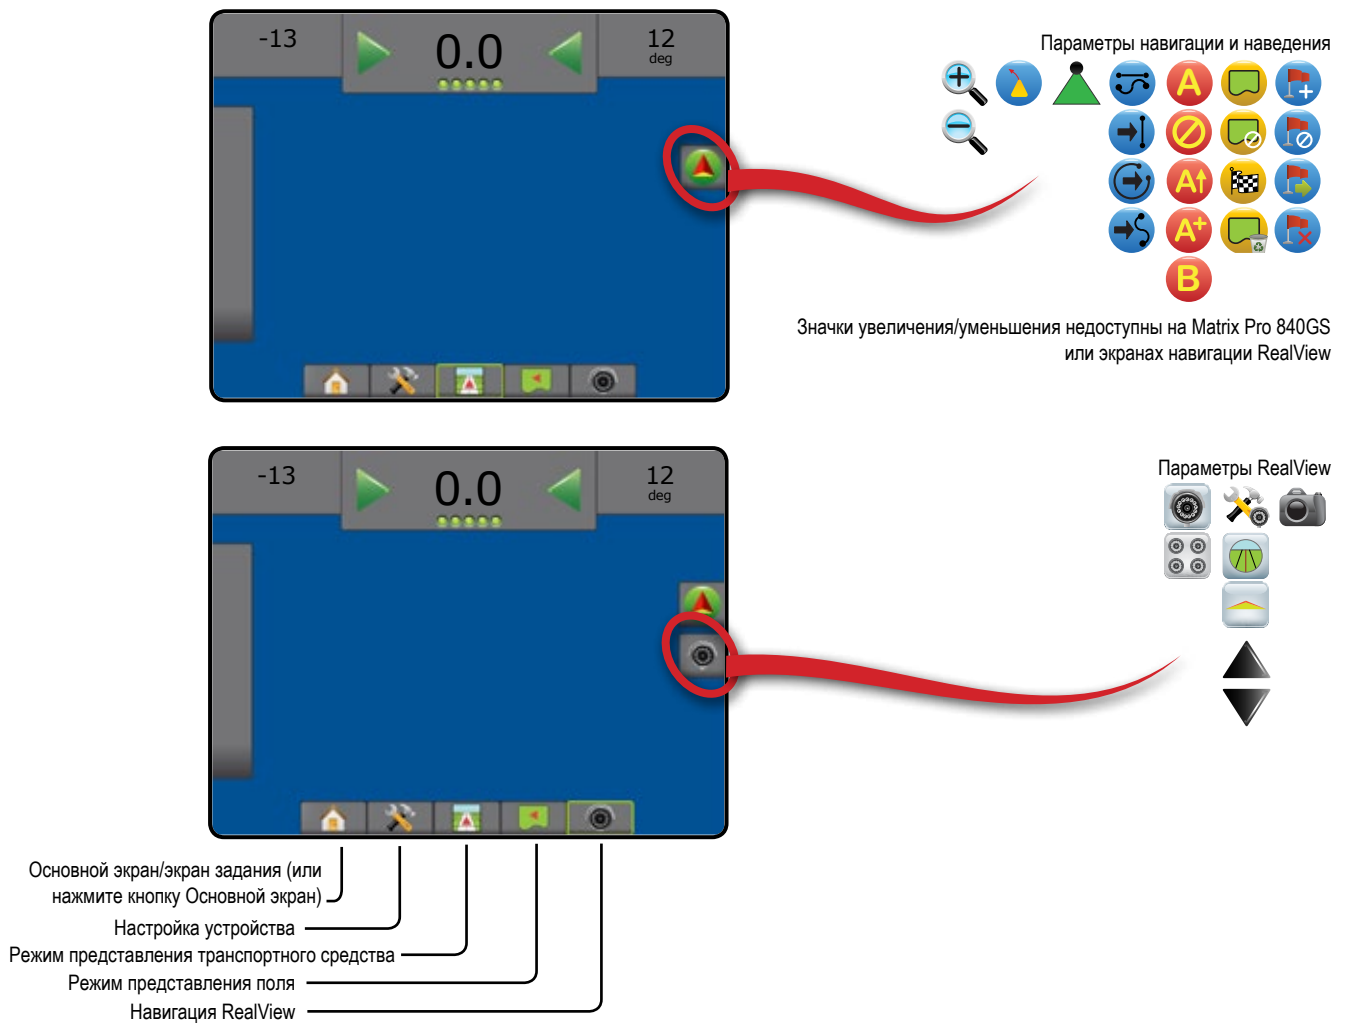 -13
0.0
12
deg
Параметры навигации и наведения
A
A
A+
B
Значки увеличения/уменьшения недоступны на Matrix Pro 840GS
или экранах навигации RealView
-13
0.0
12
deg
Параметры RealView
Основной экран/экран задания (или
нажмите кнопку Основной экран)
Настройка устройства
Режим представления транспортного средства
Режим представления поля
Навигация RealView